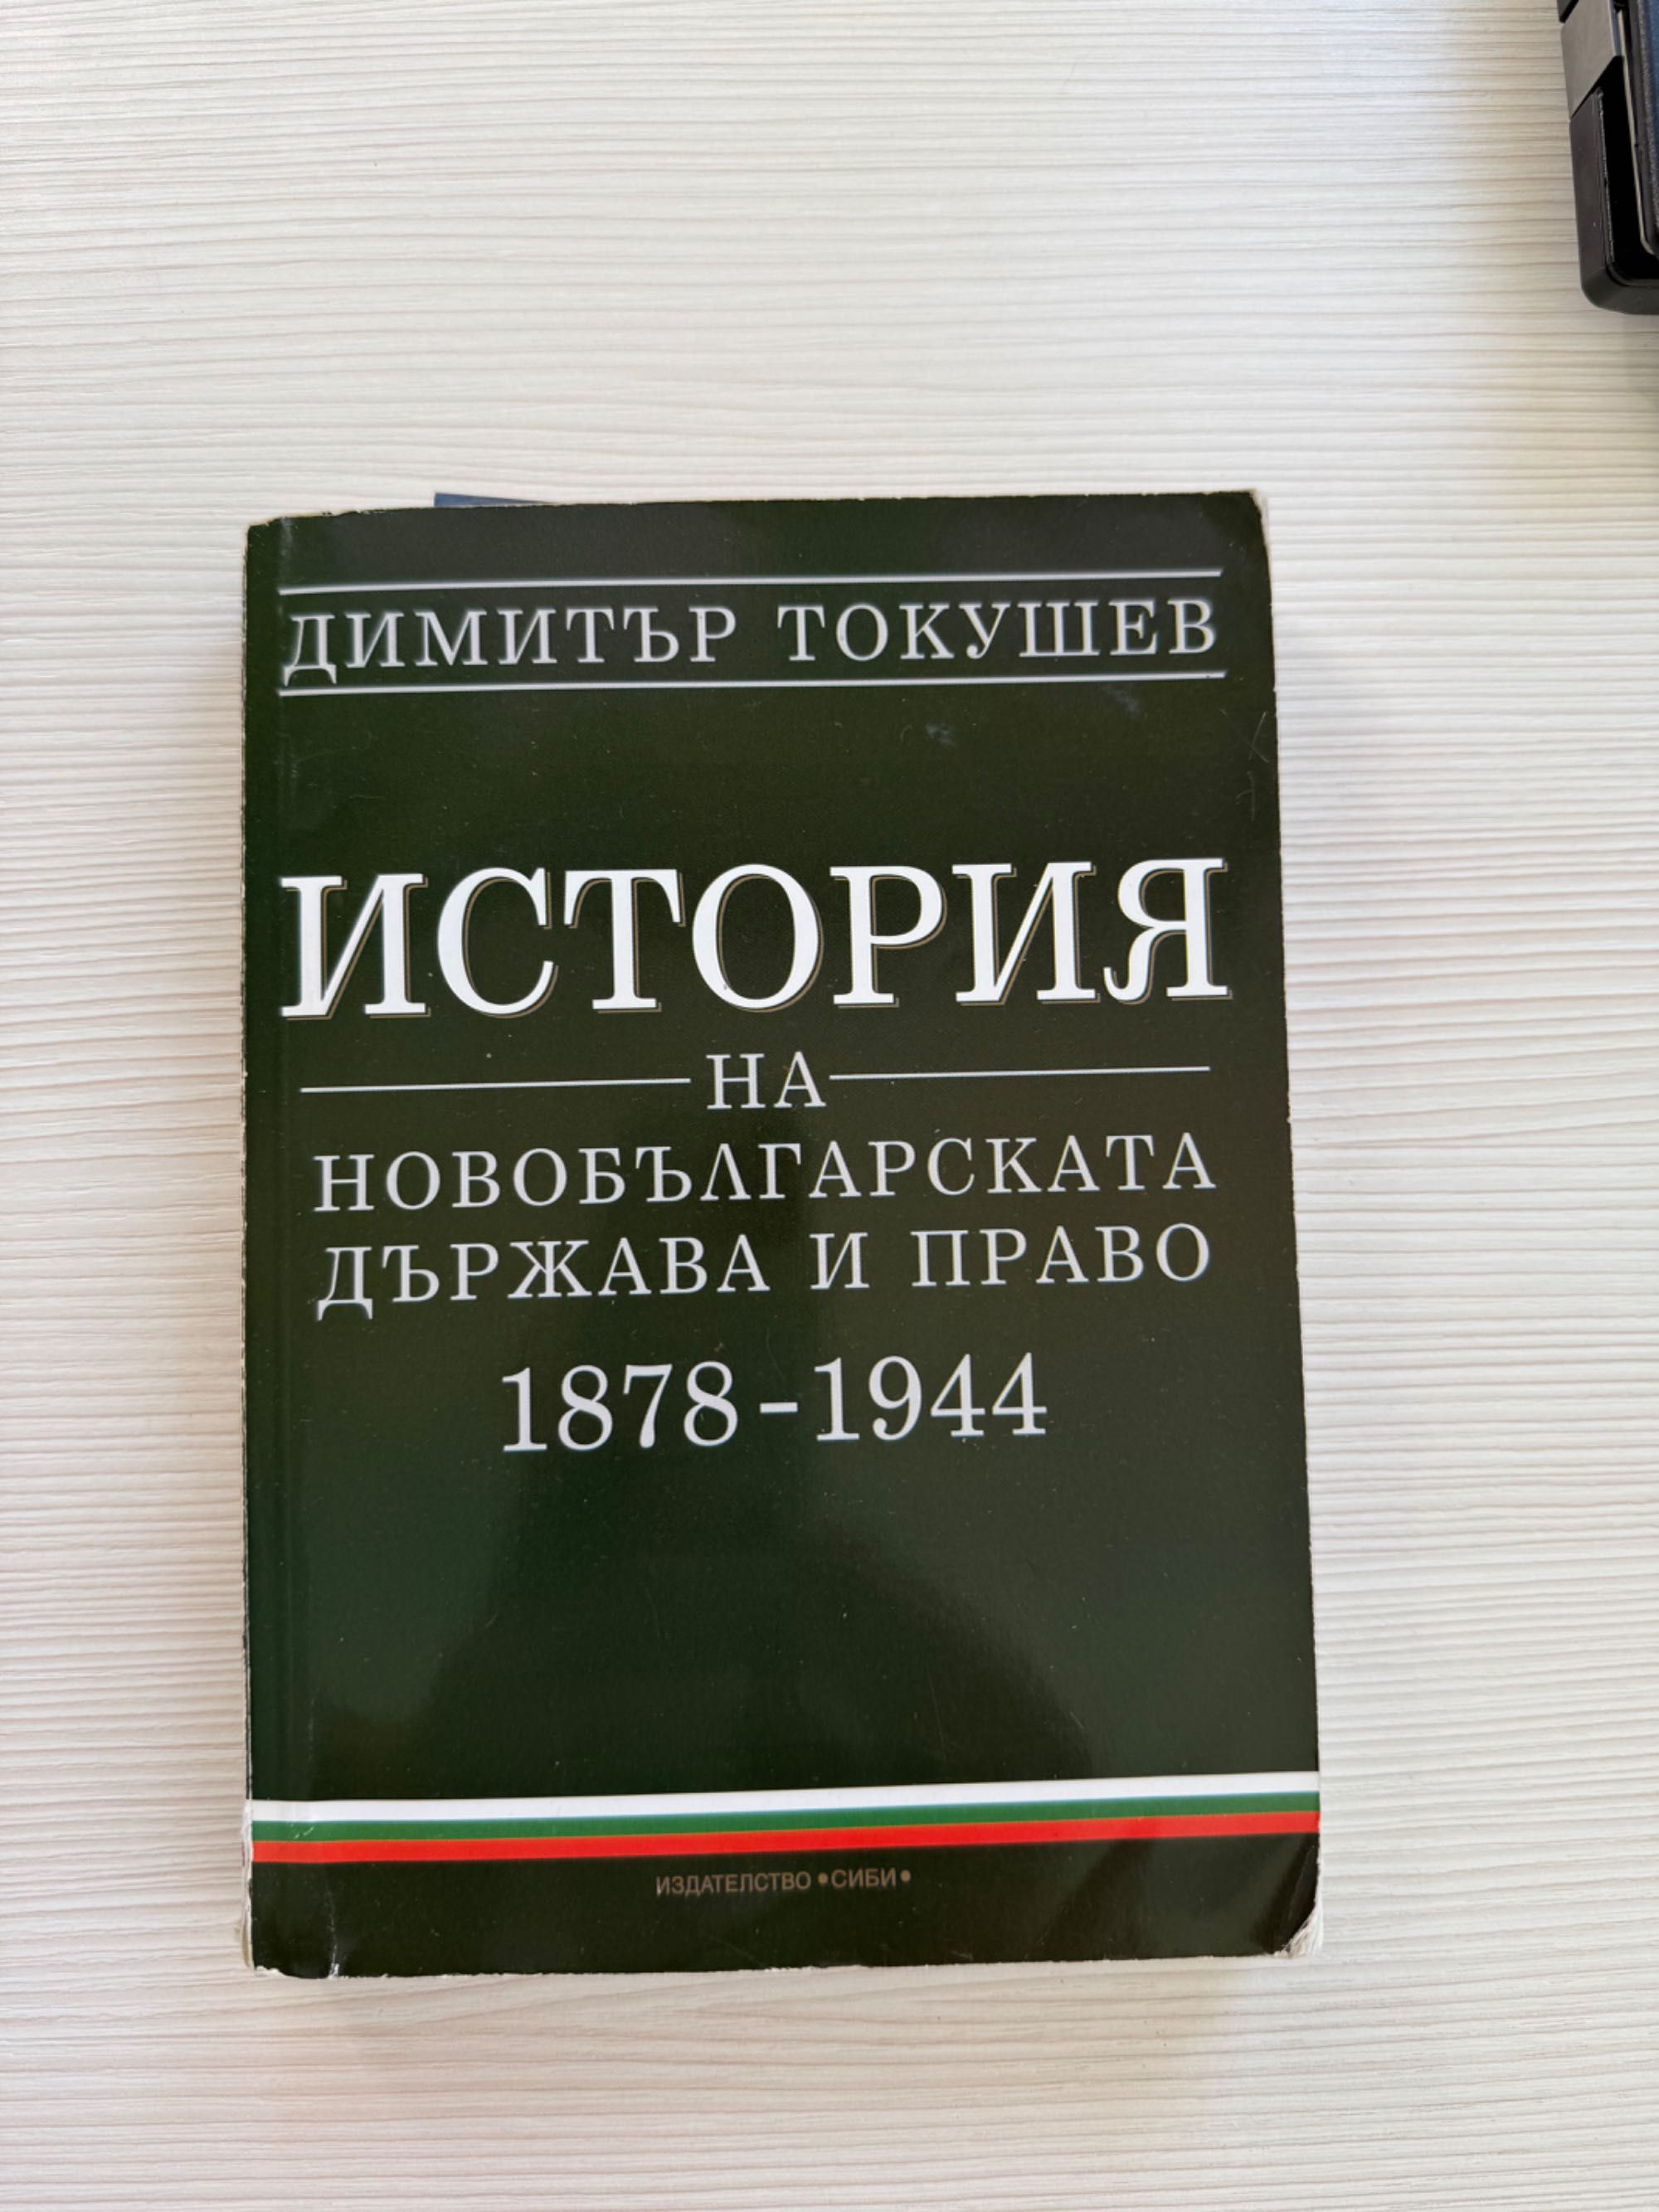 ДИМИТЪР ТОКУШЕВ
ИСТОРИЯ
НА
НОВОБЪЛГАРСКАТА
ДЪРЖАВА И ПРАВО
1878-1944
ИЗДАТЕЛСТВО •СИБИ•